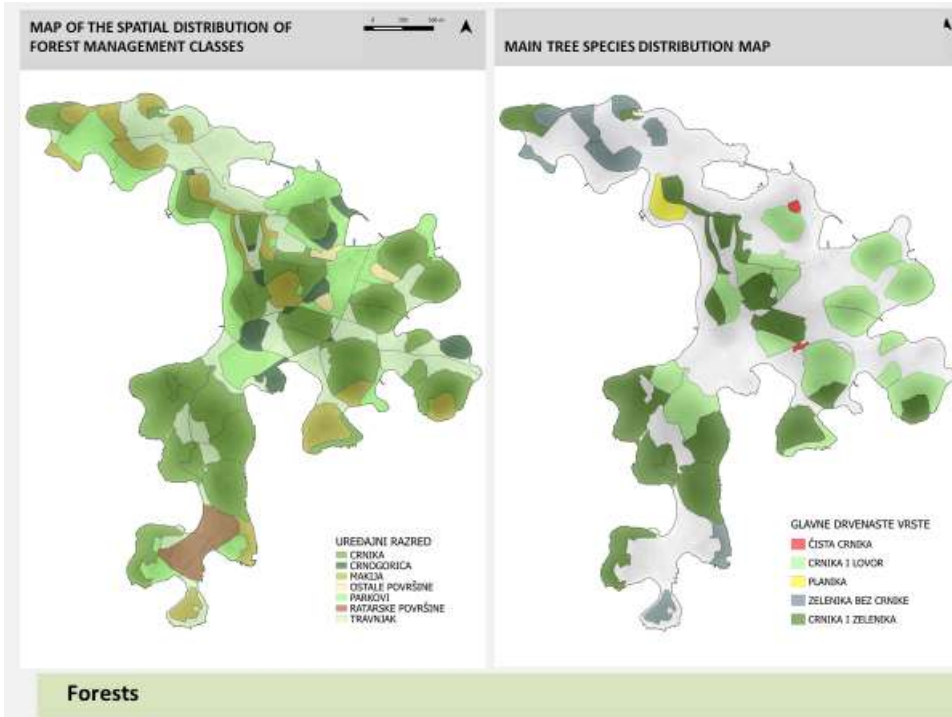 MAP OF THE SPATIAL DISTRIBUTION OF
FOREST MANAGEMENT CLASSES
UREĐAJNI RAZRED
CRNIKA
CRNOGORICA
MAKIJA
OSTALE POVRŠINE
PARKOVI
RATARSKE POVRŠINE
TRAVNJAK
MAIN TREE SPECIES DISTRIBUTION MAP
GLAVNE DRVENASTE VRSTE
ČISTA CRNIKA
CRNIKA I LOVOR
PLANIKA
ZELENIKA BEZ CRNIKE
CRNIKA I ZELENIKA
Forests